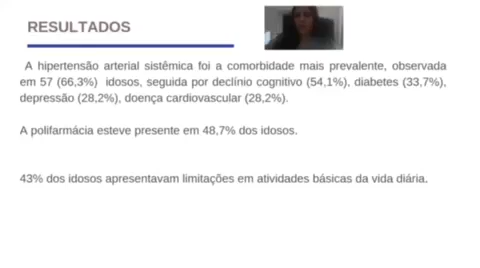 RESULTADOS
A hipertensão arterial sistêmica foi a comorbidade mais prevalente, observada
em 57 (66,3%) idosos, seguida por declínio cognitivo (54,1%), diabetes (33,7%),
depressão (28,2%), doença cardiovascular (28,2%).
A polifarmácia esteve presente em 48,7% dos idosos.
43% dos idosos apresentavam limitações em atividades básicas da vida diária.